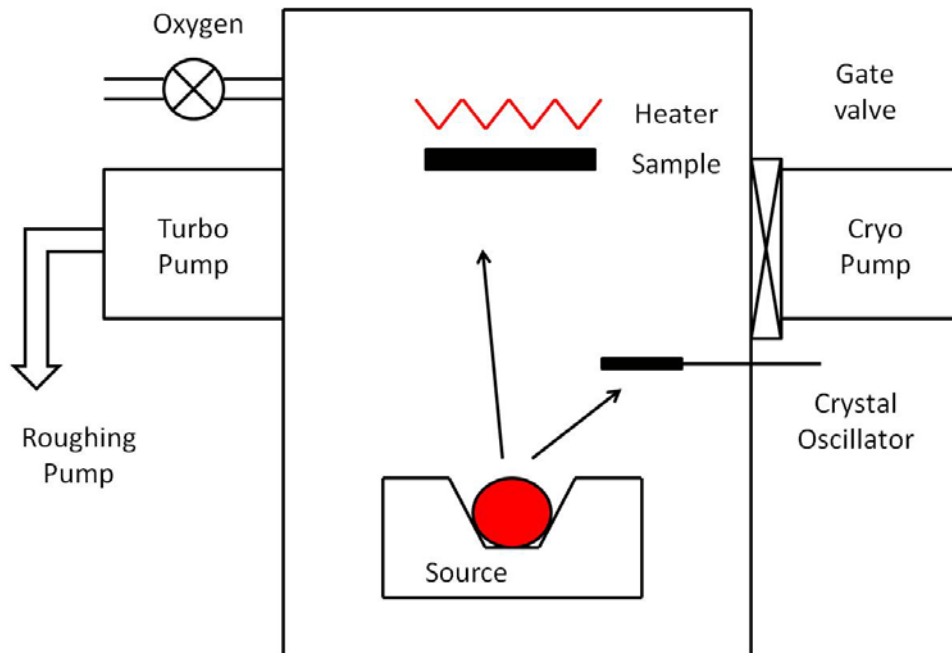 Oxygen
Heater
Sample
Gate
valve
Turbo
Pump
Cryo
Pump
Roughing
Pump
Crystal
Oscillator
Source